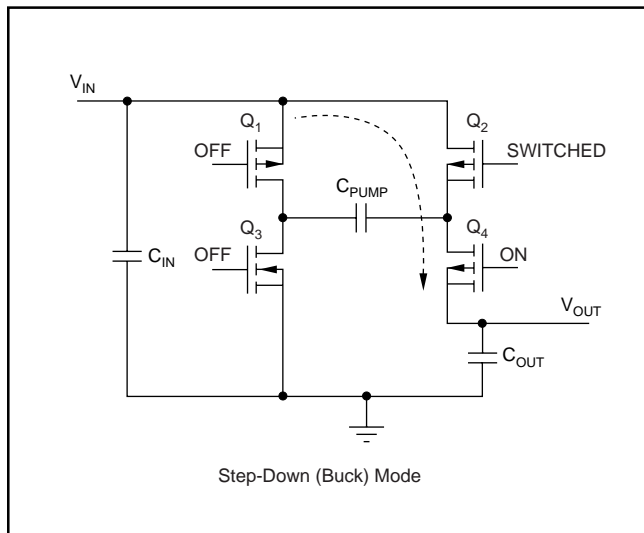 V_IN
Q_1
Q_2
OFF
SWITCHED
C_PUMP
Q_3
Q_4
OFF
ON
C_IN
V_OUT
C_OUT
Step-Down (Buck) Mode